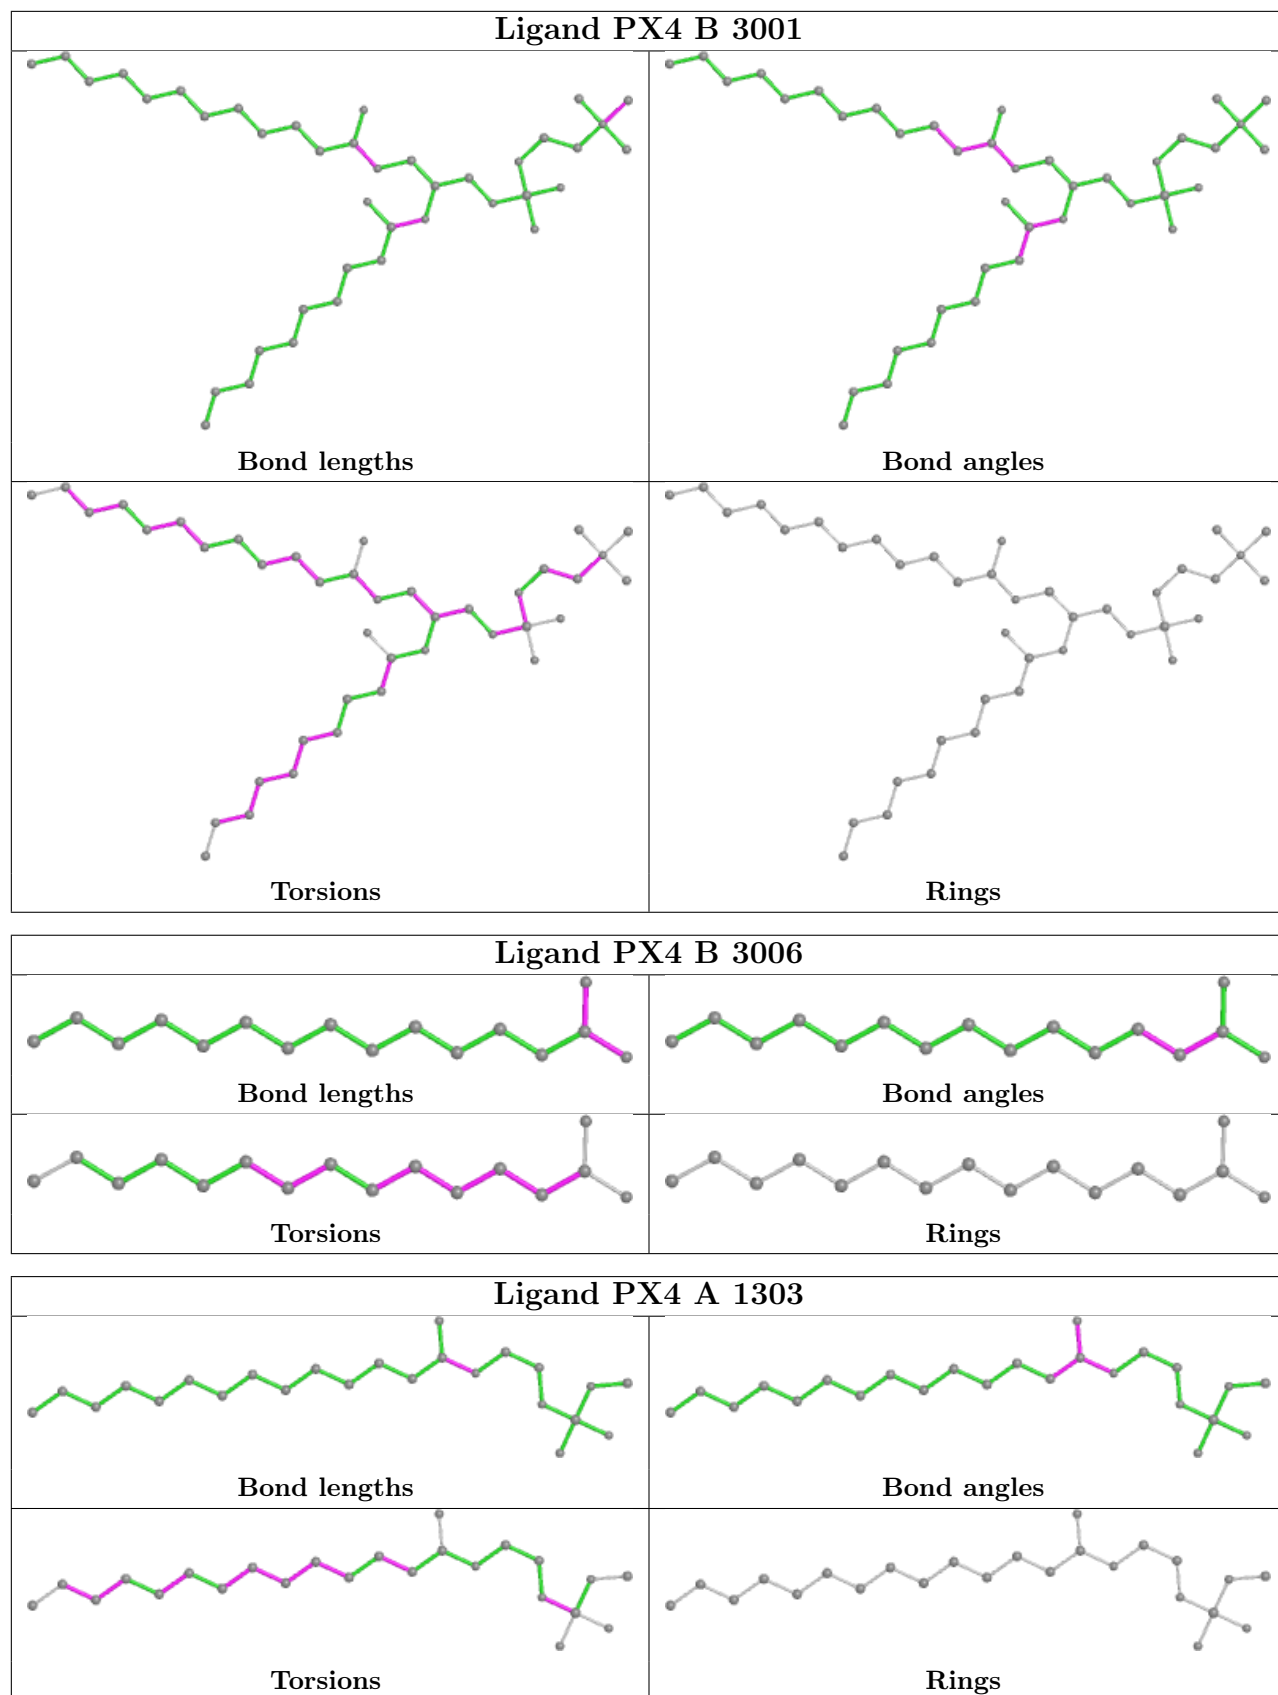 Ligand PX4 B 3001
Bond lengths
Bond angles
Torsions
Rings
Ligand PX4 B 3006
Bond lengths
Bond angles
Torsions
Rings
Ligand PX4 A 1303
Bond lengths
Bond angles
Torsions
Rings